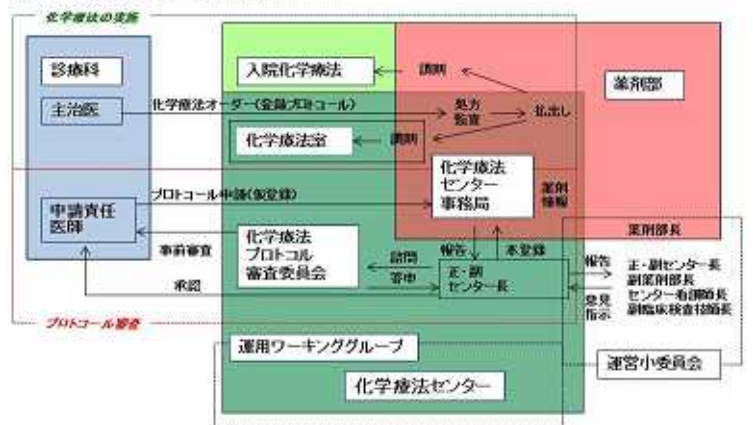 化学療法の実施
診療科
主治医
入院化学療法
調剤
薬剤部
化学療法オーダー(登録プロトコール)
処方
監査
払出し
化学療法室
調剤
化学療法
センター
事務局
薬剤
情報
申請責任
医師
プロトコール申請(仮登録)
事前審査
承認
化学療法
プロトコル
審査委員会
諮問
答申
報告
本登録
正・副
センター長
報告
意見
指示
薬剤部長
正・副センター長
副薬剤部長
センター看護師長
副臨床検査技師長
プロトコール審査
運用ワーキンググループ
運営小委員会
化学療法センター